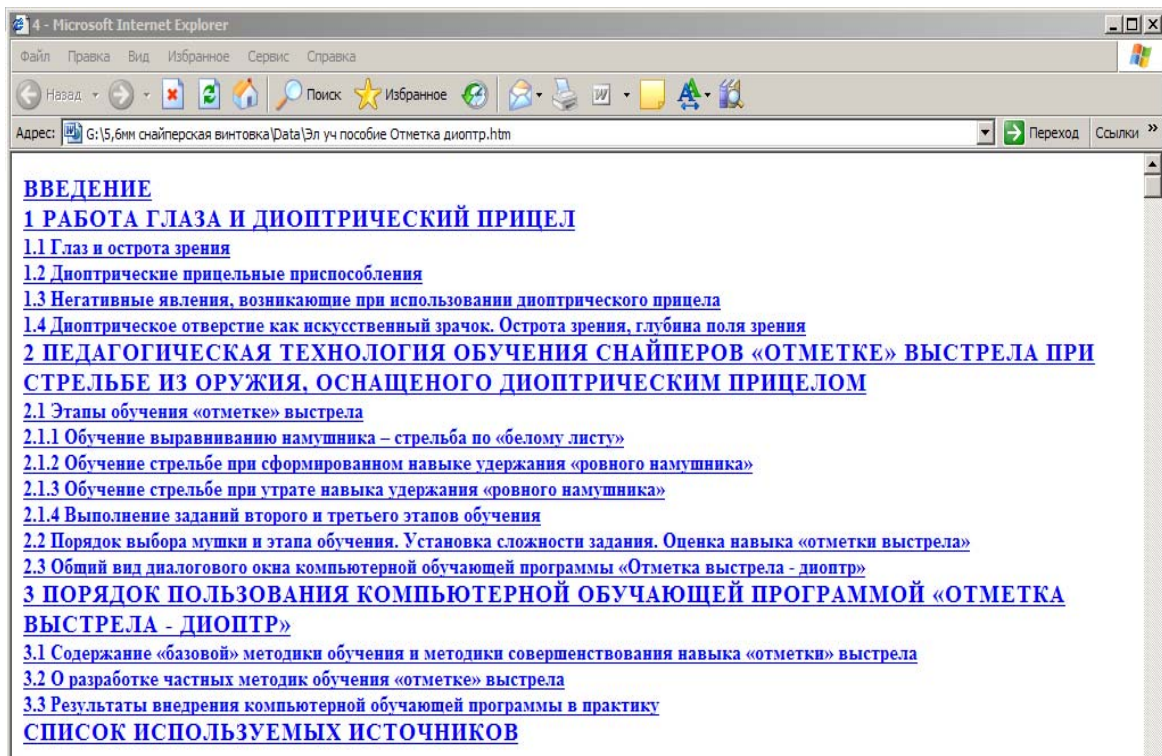 4 - Microsoft Internet Explorer
Файл Правка Вид Избранное Сервис Справка
Назад Поиск Избранное
Адрес: G:\5,6мм снайперская винтовка\Data\Эл уч пособие Отметка диоптр.htm Переход Ссылки »
ВВЕДЕНИЕ
1 РАБОТА ГЛАЗА И ДИОПТРИЧЕСКИЙ ПРИЦЕЛ
1.1 Глаз и острота зрения
1.2 Диоптрические прицельные приспособления
1.3 Негативные явления, возникающие при использовании диоптрического прицела
1.4 Диоптрическое отверстие как искусственный зрачок. Острота зрения, глубина поля зрения
2 ПЕДАГОГИЧЕСКАЯ ТЕХНОЛОГИЯ ОБУЧЕНИЯ СНАЙПЕРОВ «ОТМЕТКЕ» ВЫСТРЕЛА ПРИ
СТРЕЛЬБЕ ИЗ ОРУЖИЯ, ОСНАЩЕНОГО ДИОПТРИЧЕСКИМ ПРИЦЕЛОМ
2.1 Этапы обучения «отметке» выстрела
2.1.1 Обучение выравниванию намушника – стрельба по «белому листу»
2.1.2 Обучение стрельбе при сформированном навыке удержания «ровного намушника»
2.1.3 Обучение стрельбе при утрате навыка удержания «ровного намушника»
2.1.4 Выполнение заданий второго и третьего этапов обучения
2.2 Порядок выбора мушки и этапа обучения. Установка сложности задания. Оценка навыка «отметки выстрела»
2.3 Общий вид диалогового окна компьютерной обучающей программы «Отметка выстрела - диоптр»
3 ПОРЯДОК ПОЛЬЗОВАНИЯ КОМПЬЮТЕРНОЙ ОБУЧАЮЩЕЙ ПРОГРАММОЙ «ОТМЕТКА
ВЫСТРЕЛА - ДИОПТР»
3.1 Содержание «базовой» методики обучения и методики совершенствования навыка «отметки» выстрела
3.2 О разработке частных методик обучения «отметке» выстрела
3.3 Результаты внедрения компьютерной обучающей программы в практику
СПИСОК ИСПОЛЬЗУЕМЫХ ИСТОЧНИКОВ